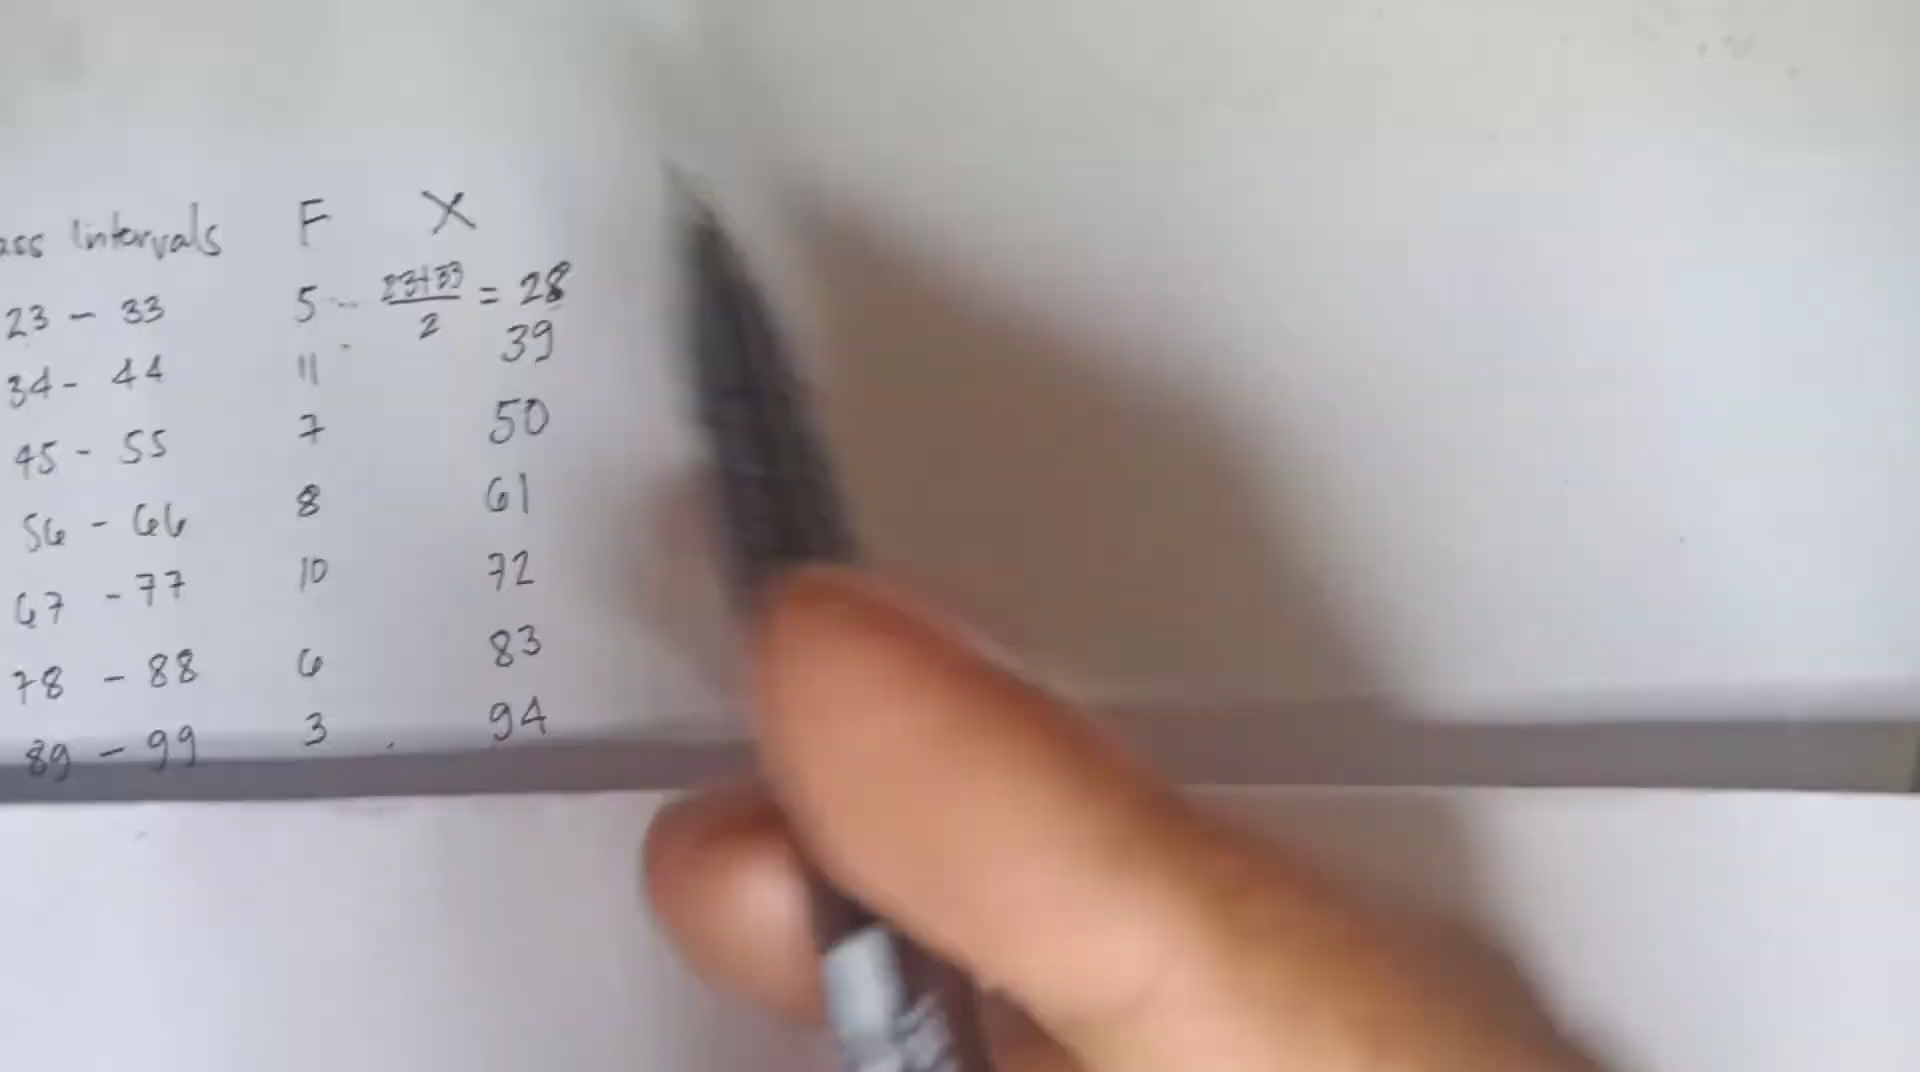 ass Intervals F X
23 - 33 5 23+33/2 = 28
34 - 44 11 39
45 - 55 7 50
56 - 66 8 61
67 - 77 10 72
78 - 88 6 83
89 - 99 3 94